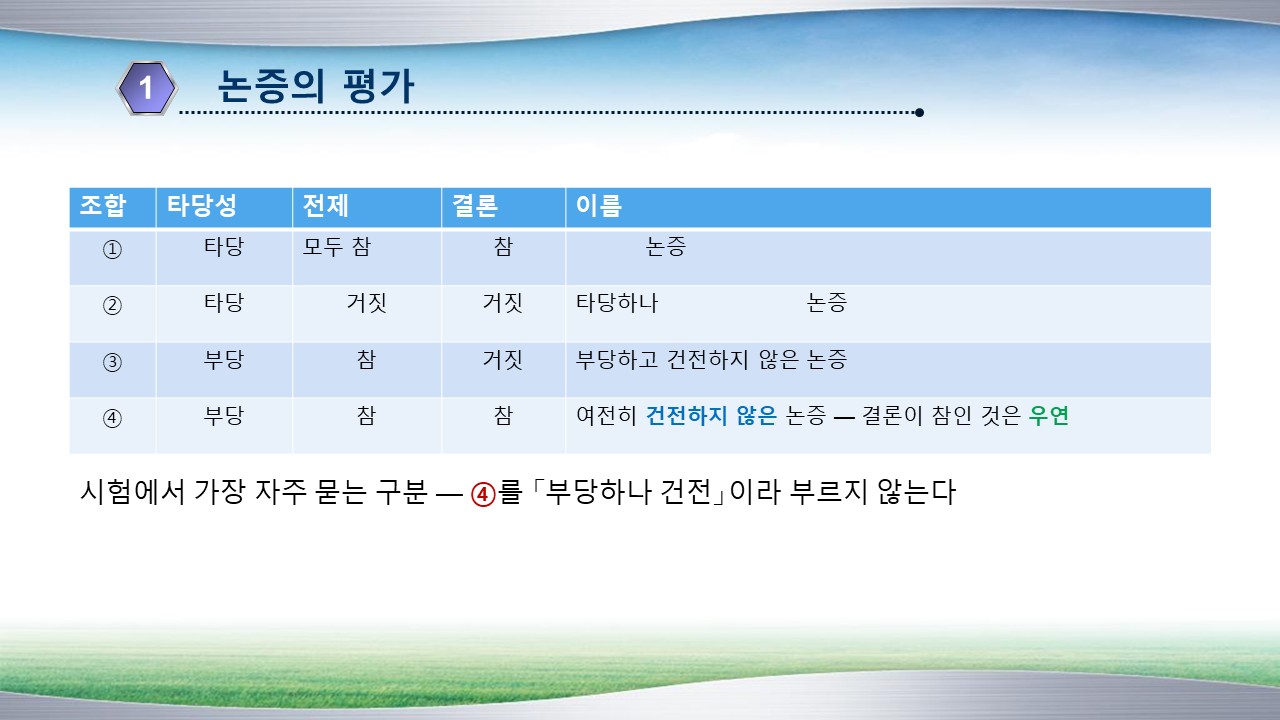 1 논증의 평가
조합 타당성 전제 결론 이름
① 타당 모두 참 참 논증
② 타당 거짓 거짓 타당하나 논증
③ 부당 참 거짓 부당하고 건전하지 않은 논증
④ 부당 참 참 여전히 건전하지 않은 논증 — 결론이 참인 것은 우연
시험에서 가장 자주 묻는 구분 — ④를 「부당하나 건전」이라 부르지 않는다